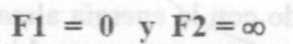 F1 = 0 y F2 = ∞